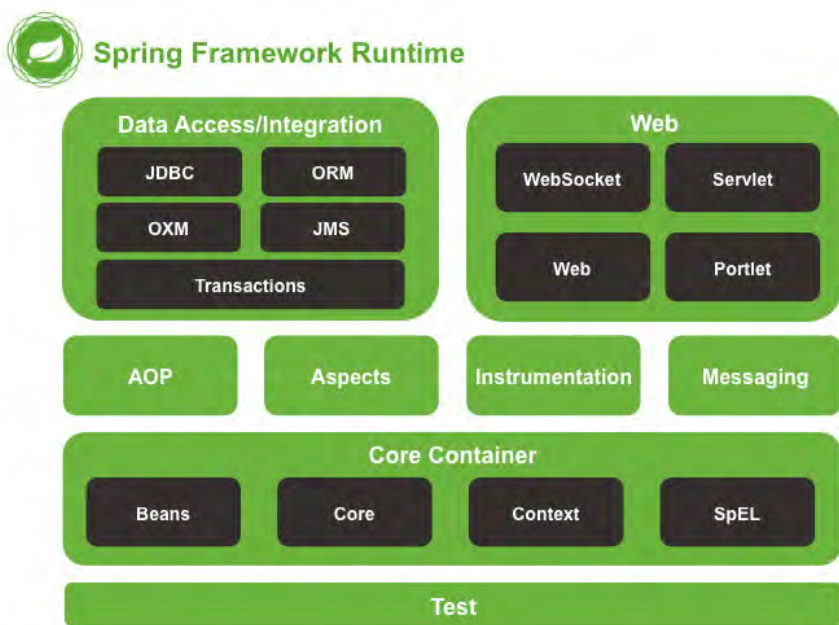 Spring Framework Runtime
Data Access/Integration
JDBC ORM
OXM JMS
Transactions
Web
WebSocket Servlet
Web Portlet
AOP Aspects Instrumentation Messaging
Core Container
Beans Core Context SpEL
Test